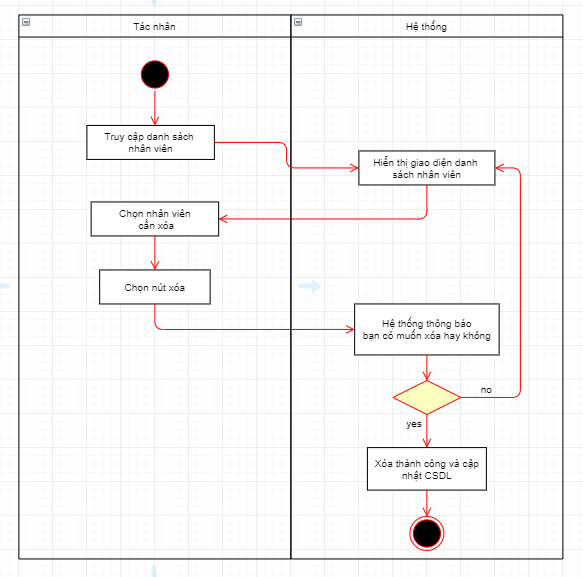 Tác nhân
Hệ thống
Truy cập danh sách
nhân viên
Hiển thị giao diện danh
sách nhân viên
Chọn nhân viên
cần xóa
Chọn nút xóa
Hệ thống thông báo
bạn có muốn xóa hay không
no
yes
Xóa thành công và cập
nhật CSDL